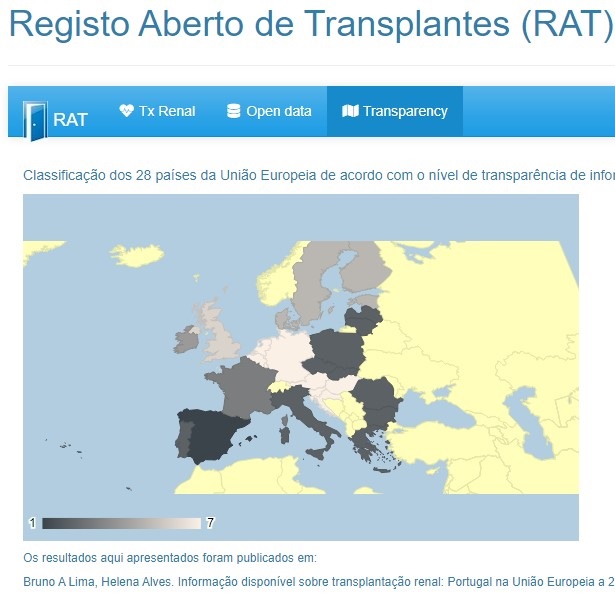 Registo Aberto de Transplantes (RAT)
RAT Tx Renal Open data Transparency
Classificação dos 28 países da União Europeia de acordo com o nível de transparência de
1 7
Os resultados aqui apresentados foram publicados em:
Bruno A Lima, Helena Alves. Informação disponível sobre transplantação renal: Portugal na União Europeia a 2